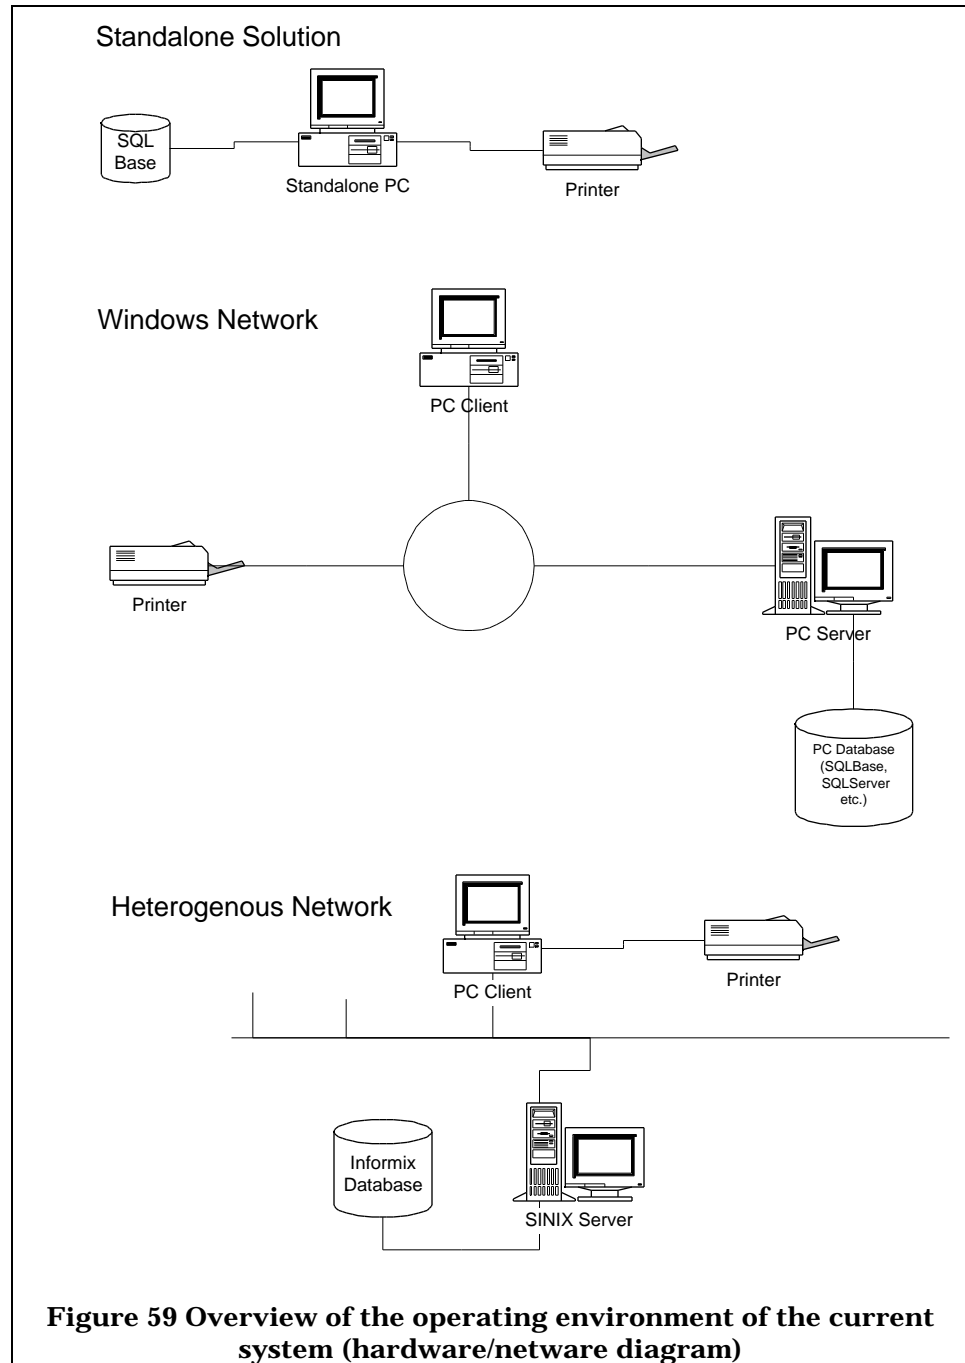 Standalone Solution
SQL
Base
Standalone PC
Printer
Windows Network
PC Client
Printer
PC Server
PC Database
(SQLBase,
SQLServer
etc.)
Heterogenous Network
PC Client
Printer
Informix
Database
SINIX Server
Figure 59 Overview of the operating environment of the current
system (hardware/netware diagram)